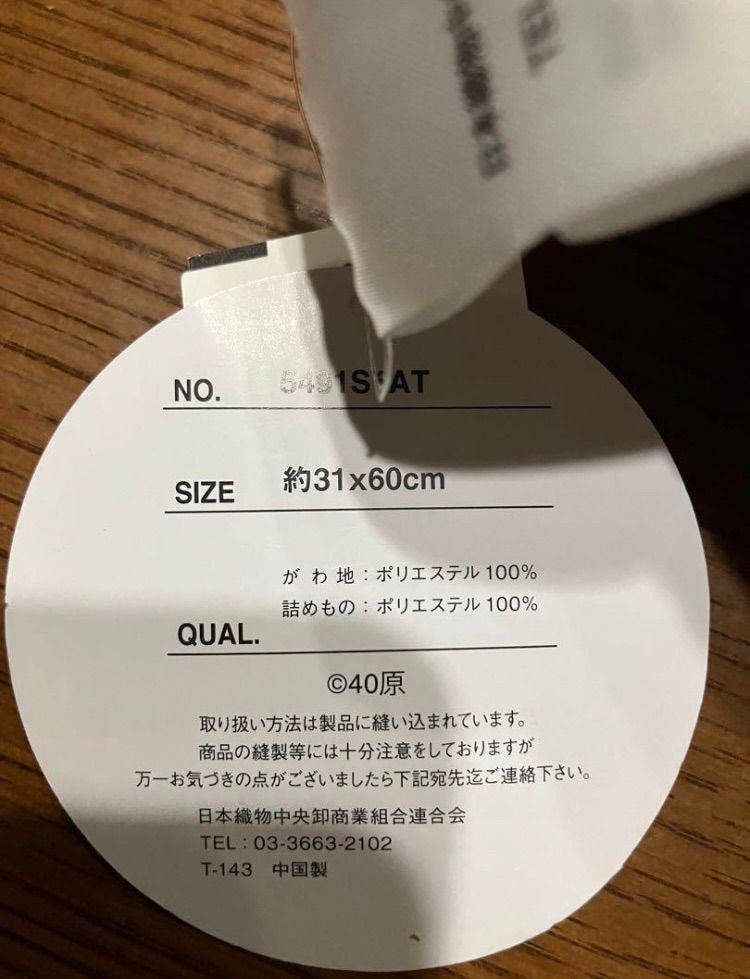 NO. 5491S1AT
SIZE 約31x60cm
がわ地：ポリエステル 100%
詰めもの：ポリエステル 100%
QUAL.
©40原
取り扱い方法は製品に縫い込まれています。
商品の縫製等には十分注意をしておりますが
万一お気づきの点がございましたら下記宛先迄ご連絡下さい。
日本織物中央卸商業組合連合会
TEL：03-3663-2102
T-143 中国製